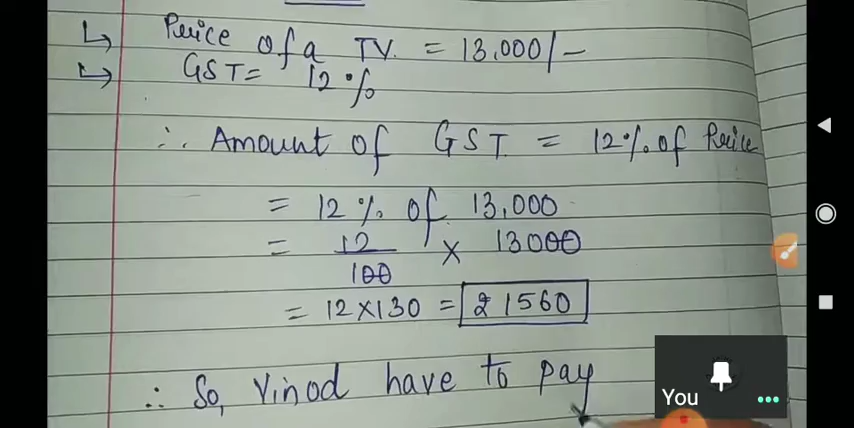 ↳ Price of a TV. = 13,000/-
↳ GST = 12%
∴ Amount of GST = 12% of Price
= 12% of 13,000
= 12/100 × 13000
= 12×130 = ₹ 1560
∴ So, Vinod have to pay
You